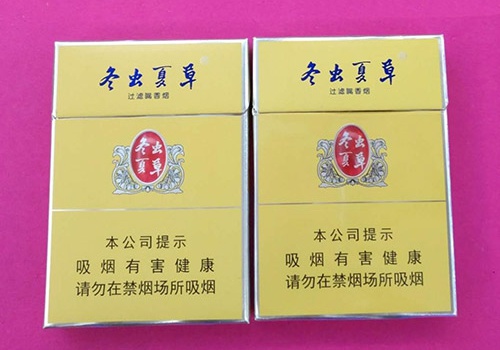 冬虫夏草
过滤嘴香烟
冬虫
夏草
本公司提示
吸烟有害健康
请勿在禁烟场所吸烟
冬虫夏草
过滤嘴香烟
冬虫
夏草
本公司提示
吸烟有害健康
请勿在禁烟场所吸烟